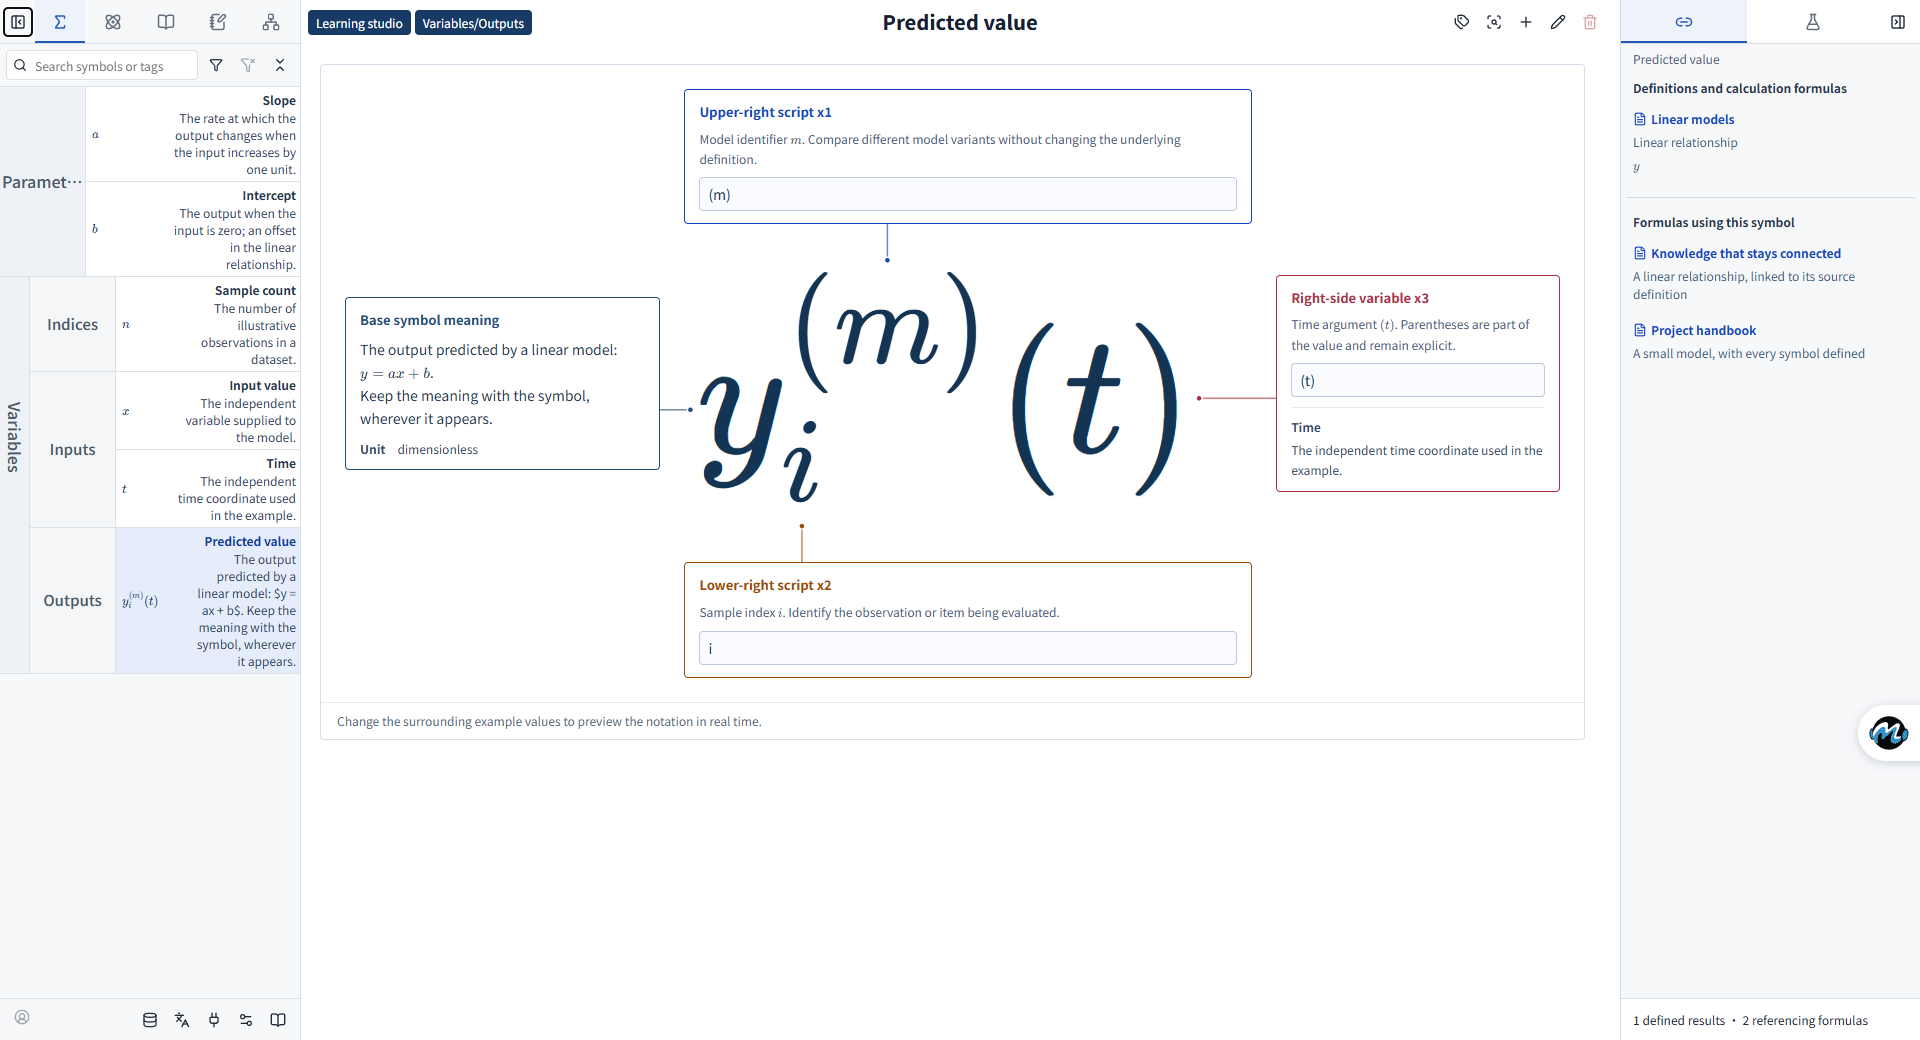 Learning studio
Variables/Outputs
Predicted value
Search symbols or tags
Paramet···
a
Slope
The rate at which the
output changes when
the input increases by
one unit.
b
Intercept
The output when the
input is zero; an offset
in the linear
relationship.
Variables
Indices
n
Sample count
The number of
illustrative
observations in a
dataset.
Inputs
x
Input value
The independent
variable supplied to
the model.
t
Time
The independent
time coordinate used
in the example.
Outputs
y_i^(m)(t)
Predicted value
The output
predicted by a
linear model: $y =
ax + b$. Keep the
meaning with the
symbol, wherever
it appears.
Upper-right script x1
Model identifier m. Compare different model variants without changing the underlying
definition.
(m)
Base symbol meaning
The output predicted by a linear model:
y = ax + b.
Keep the meaning with the symbol,
wherever it appears.
Unit dimensionless
y_i^(m)(t)
Right-side variable x3
Time argument (t). Parentheses are part of
the value and remain explicit.
(t)
Time
The independent time coordinate used in the
example.
Lower-right script x2
Sample index i. Identify the observation or item being evaluated.
i
Change the surrounding example values to preview the notation in real time.
Predicted value
Definitions and calculation formulas
Linear models
Linear relationship
y
Formulas using this symbol
Knowledge that stays connected
A linear relationship, linked to its source
definition
Project handbook
A small model, with every symbol defined
1 defined results • 2 referencing formulas